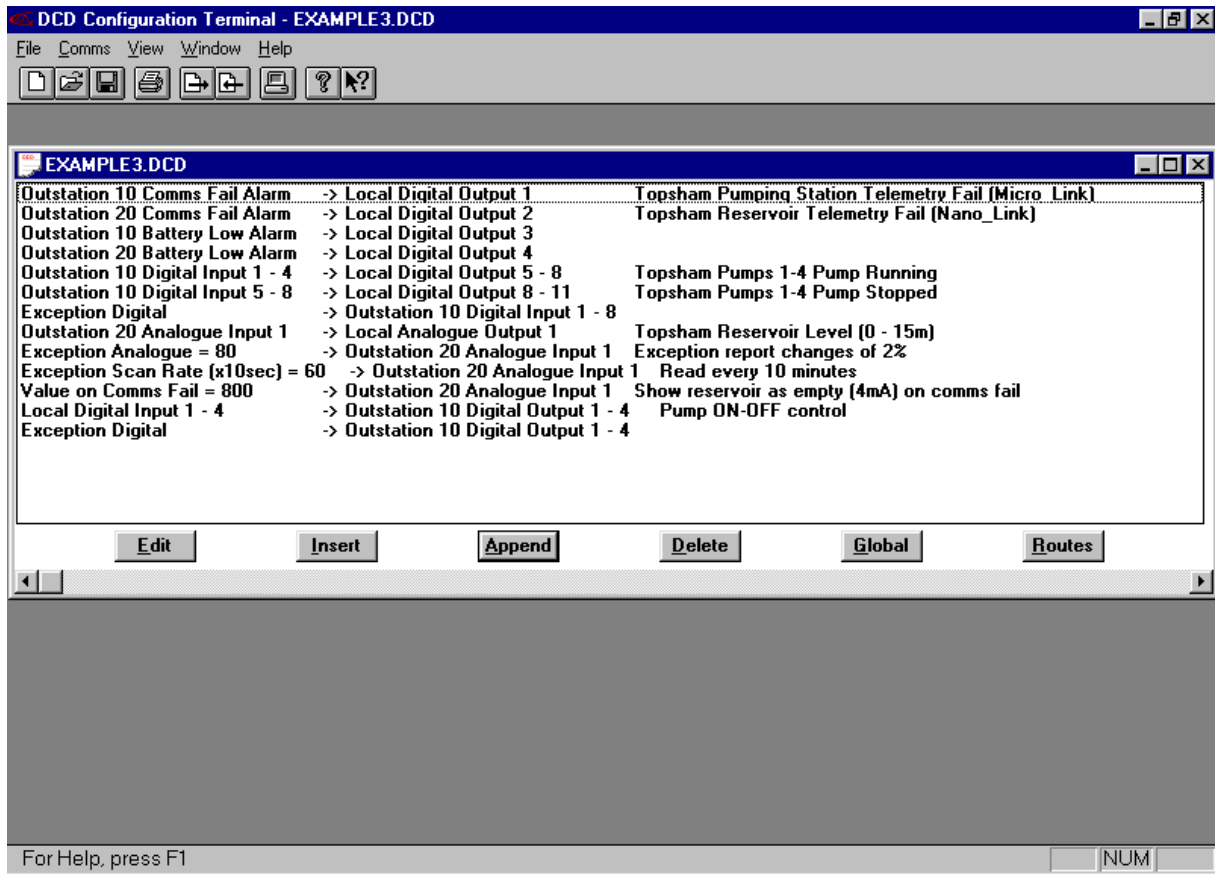 DCD Configuration Terminal - EXAMPLE3.DCD
File Comms View Window Help
EXAMPLE3.DCD
Outstation 10 Comms Fail Alarm -> Local Digital Output 1 Topsham Pumping Station Telemetry Fail (Micro_Link)
Outstation 20 Comms Fail Alarm -> Local Digital Output 2 Topsham Reservoir Telemetry Fail (Nano_Link)
Outstation 10 Battery Low Alarm -> Local Digital Output 3
Outstation 20 Battery Low Alarm -> Local Digital Output 4
Outstation 10 Digital Input 1 - 4 -> Local Digital Output 5 - 8 Topsham Pumps 1-4 Pump Running
Outstation 10 Digital Input 5 - 8 -> Local Digital Output 8 - 11 Topsham Pumps 1-4 Pump Stopped
Exception Digital -> Outstation 10 Digital Input 1 - 8
Outstation 20 Analogue Input 1 -> Local Analogue Output 1 Topsham Reservoir Level (0 - 15m)
Exception Analogue = 80 -> Outstation 20 Analogue Input 1 Exception report changes of 2%
Exception Scan Rate (x10sec) = 60 -> Outstation 20 Analogue Input 1 Read every 10 minutes
Value on Comms Fail = 800 -> Outstation 20 Analogue Input 1 Show reservoir as empty (4mA) on comms fail
Local Digital Input 1 - 4 -> Outstation 10 Digital Output 1 - 4 Pump ON-OFF control
Exception Digital -> Outstation 10 Digital Output 1 - 4
Edit Insert Append Delete Global Routes
For Help, press F1 NUM